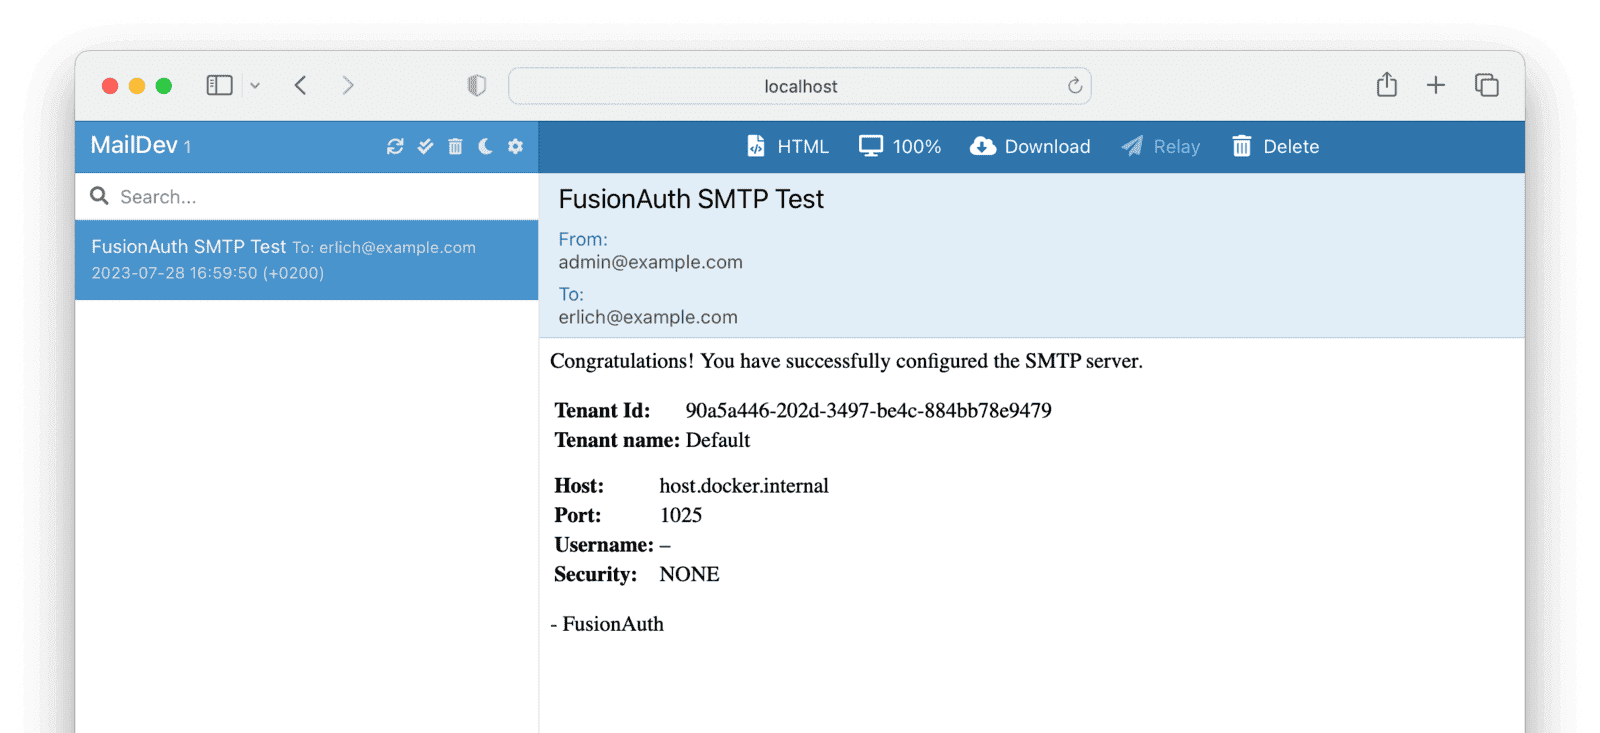 localhost
MailDev 1
HTML 100% Download Relay Delete
Search...
FusionAuth SMTP Test To: erlich@example.com
2023-07-28 16:59:50 (+0200)
FusionAuth SMTP Test
From:
admin@example.com
To:
erlich@example.com
Congratulations! You have successfully configured the SMTP server.
Tenant Id: 90a5a446-202d-3497-be4c-884bb78e9479
Tenant name: Default
Host: host.docker.internal
Port: 1025
Username: –
Security: NONE
- FusionAuth